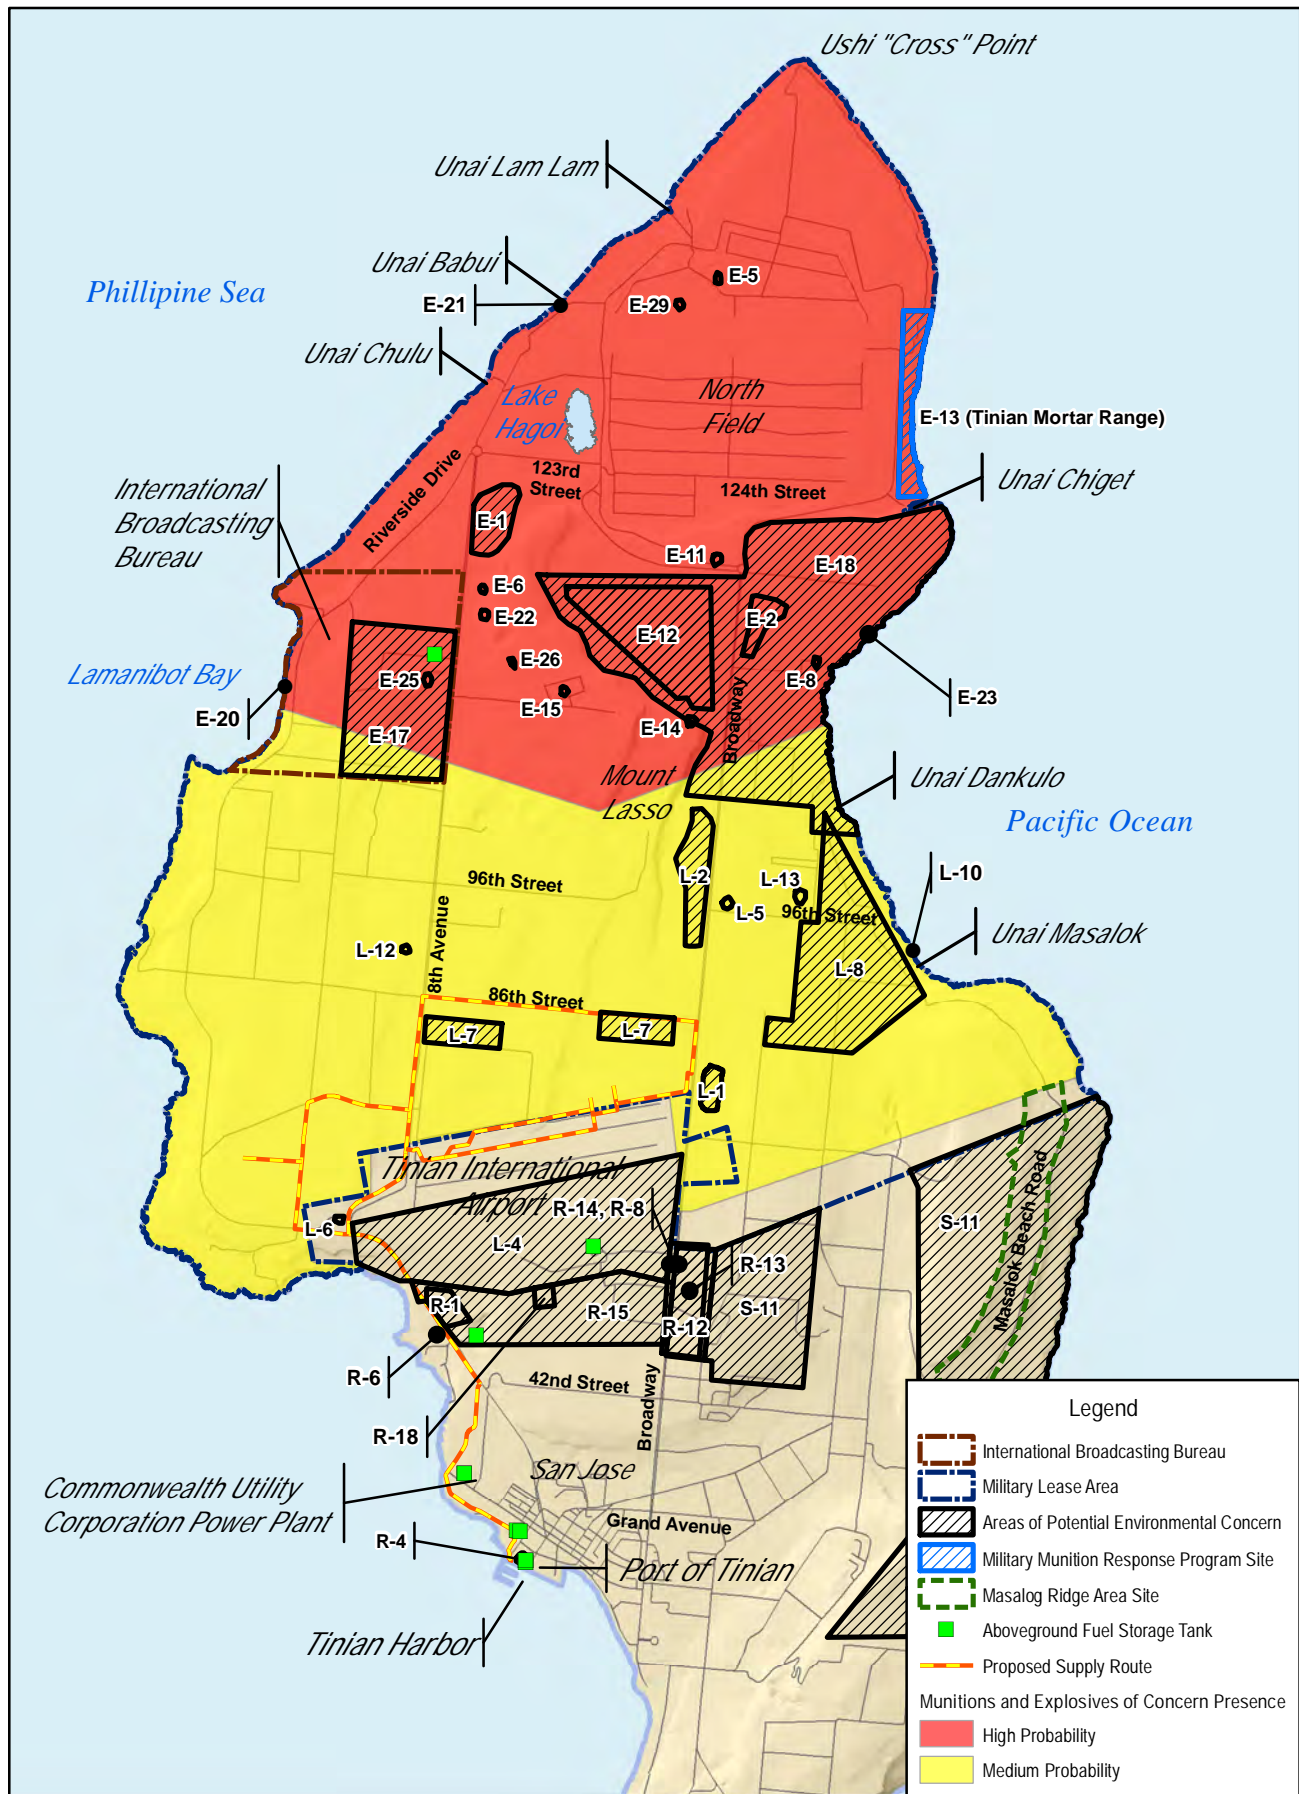 Ushi "Cross" Point
Unai Lam Lam
Unai Babui
E-5
Phillipine Sea
E-21
E-29
Unai Chulu
Lake
Hagoi
North
Field
E-13 (Tinian Mortar Range)
Riverside Drive
123rd
Street
124th Street
Unai Chiget
International
Broadcasting
Bureau
E-1
E-11
E-18
E-6
E-22
E-2
E-12
E-26
E-8
Lamanibot Bay
E-25
E-15
E-23
E-20
E-14
E-17
Broadway
Mount
Lasso
Unai Dankulo
Pacific Ocean
L-2
L-13
L-10
96th Street
L-5
96th Street
8th Avenue
Unai Masalok
L-12
L-8
86th Street
L-7
L-7
L-1
Tinian International
Airport
R-14, R-8
Masalok Beach Road
S-11
L-6
L-4
R-13
R-1
R-15
S-11
R-12
R-6
42nd Street
Broadway
R-18
San Jose
Commonwealth Utility
Corporation Power Plant
Grand Avenue
R-4
Port of Tinian
Tinian Harbor
Legend
International Broadcasting Bureau
Military Lease Area
Areas of Potential Environmental Concern
Military Munition Response Program Site
Masalog Ridge Area Site
Aboveground Fuel Storage Tank
Proposed Supply Route
Munitions and Explosives of Concern Presence
High Probability
Medium Probability